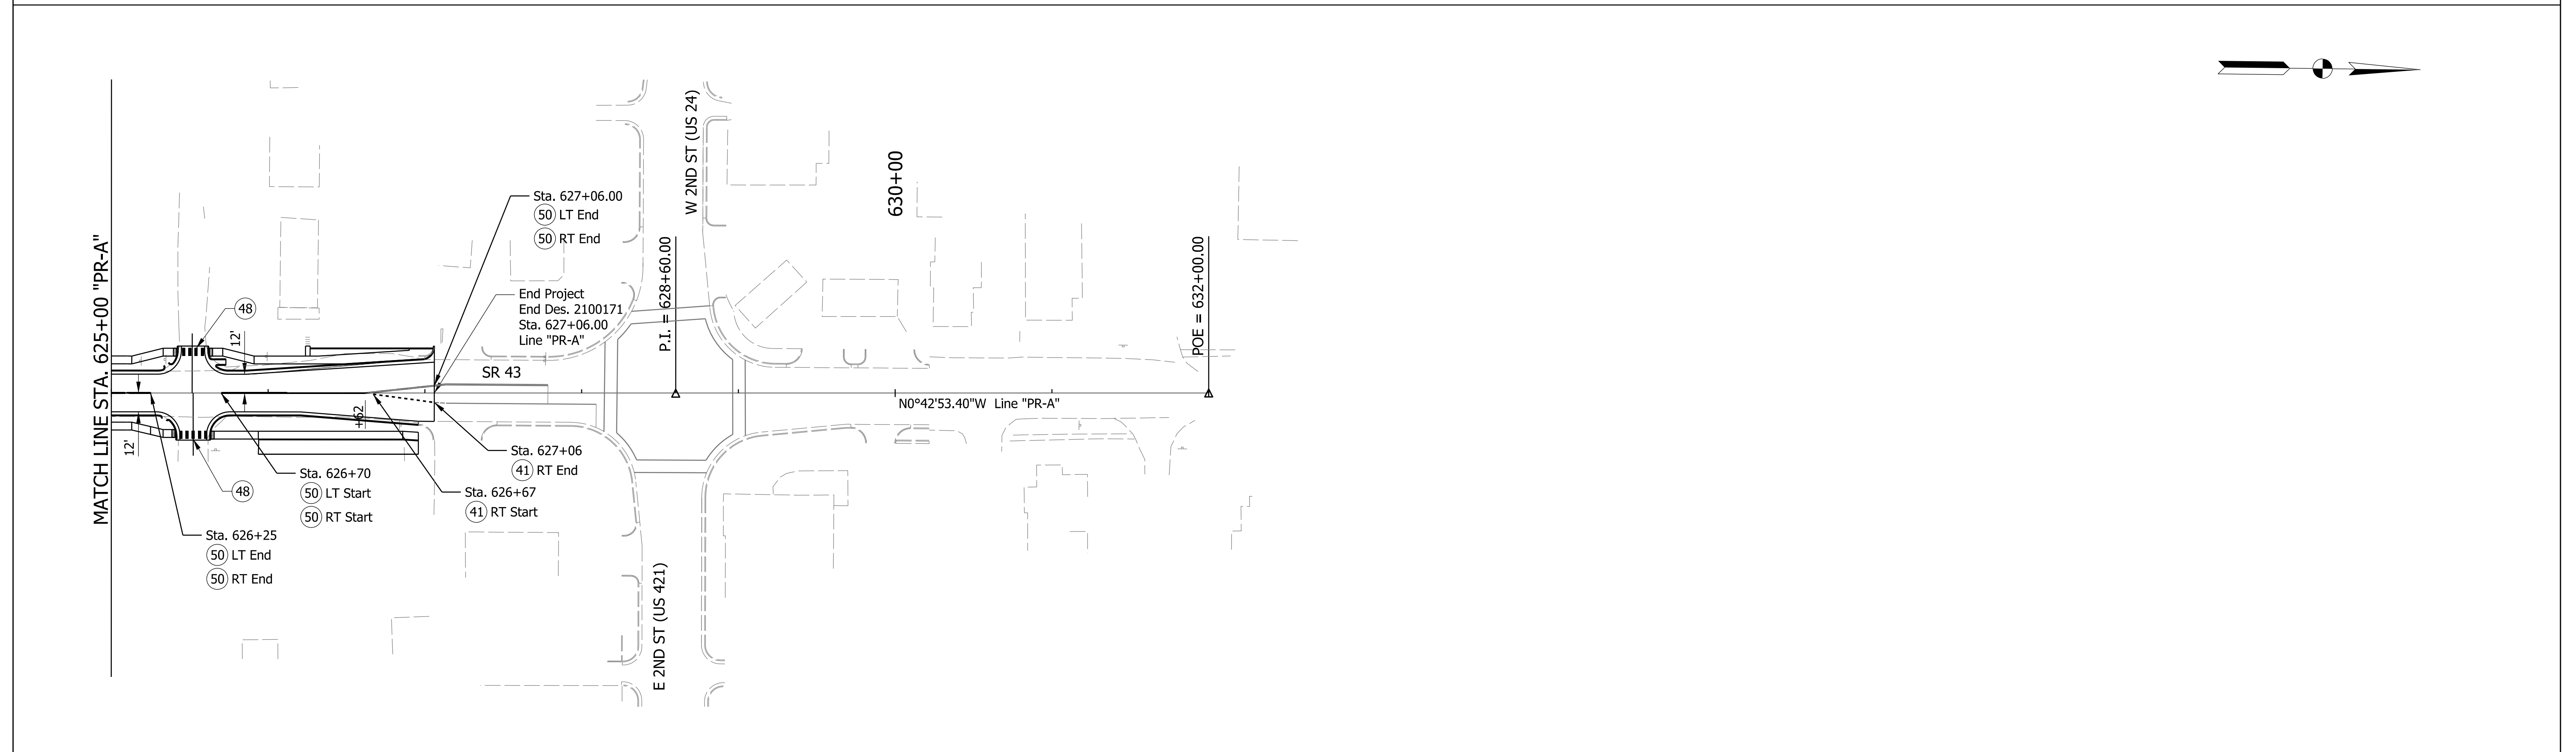 MATCH LINE STA. 625+00 "PR-A"
48
12'
12'
48
Sta. 626+25
50 LT End
50 RT End
Sta. 626+70
50 LT Start
50 RT Start
+62
Sta. 627+06.00
50 LT End
50 RT End
End Project
End Des. 2100171
Sta. 627+06.00
Line "PR-A"
SR 43
Sta. 627+06
41 RT End
Sta. 626+67
41 RT Start
W 2ND ST (US 24)
P.I. = 628+60.00
E 2ND ST (US 421)
630+00
N0°42'53.40"W Line "PR-A"
POE = 632+00.00